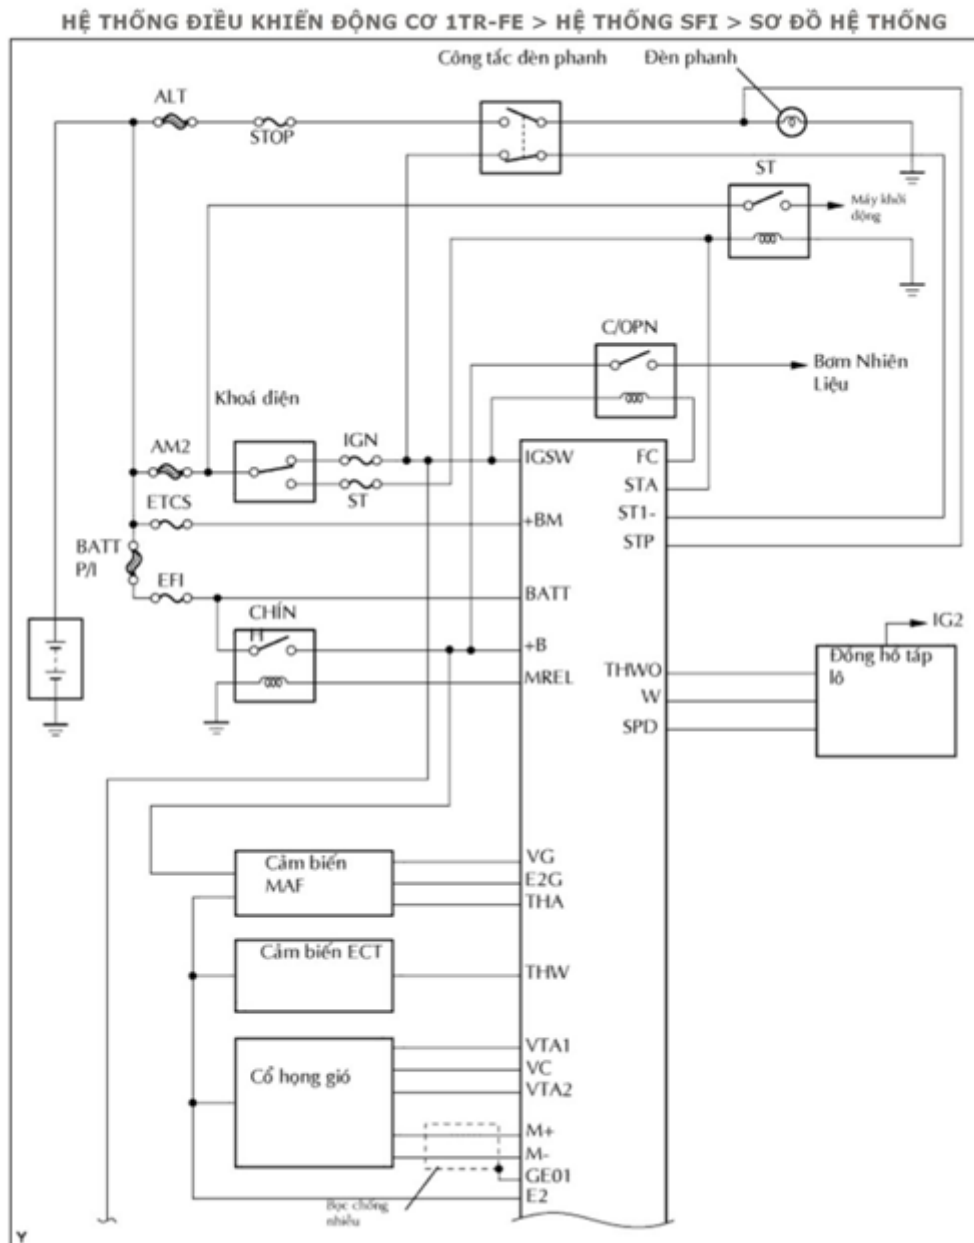 HỆ THỐNG ĐIỀU KHIỂN ĐỘNG CƠ 1TR-FE > HỆ THỐNG SFI > SƠ ĐỒ HỆ THỐNG
Công tắc đèn phanh
Đèn phanh
ALT
STOP
ST
Máy khởi
động
C/OPN
Bơm Nhiên
Liệu
Khoá điện
AM2
IGN
ST
IGSW
FC
STA
ETCS
+BM
ST1-
STP
BATT
P/I
EFI
BATT
CHÍN
H
+B
MREL
IG2
Đồng hồ táp
lô
THWO
W
SPD
Cảm biến
MAF
VG
E2G
THA
Cảm biến ECT
THW
Cổ họng gió
VTA1
VC
VTA2
M+
M-
GE01
E2
Bọc chống
nhiễu
Y